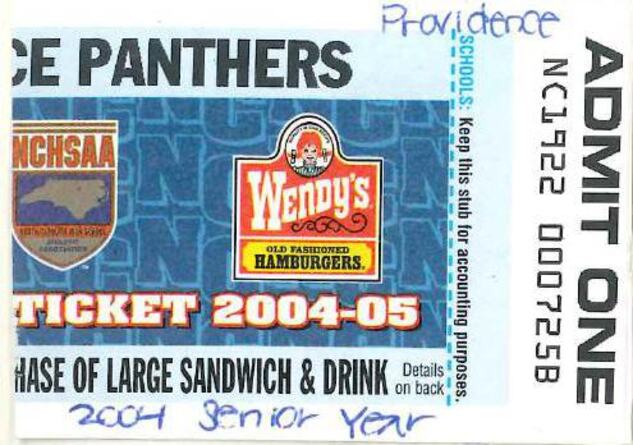 Providence
CE PANTHERS
NCHSAA
WENDY'S
OLD FASHIONED
HAMBURGERS.
TICKET 2004-05
HASE OF LARGE SANDWICH & DRINK
Details
on back
SCHOOLS: Keep this stub for accounting purposes.
NC1922 0007258
ADMIT ONE
2004 Senior Year